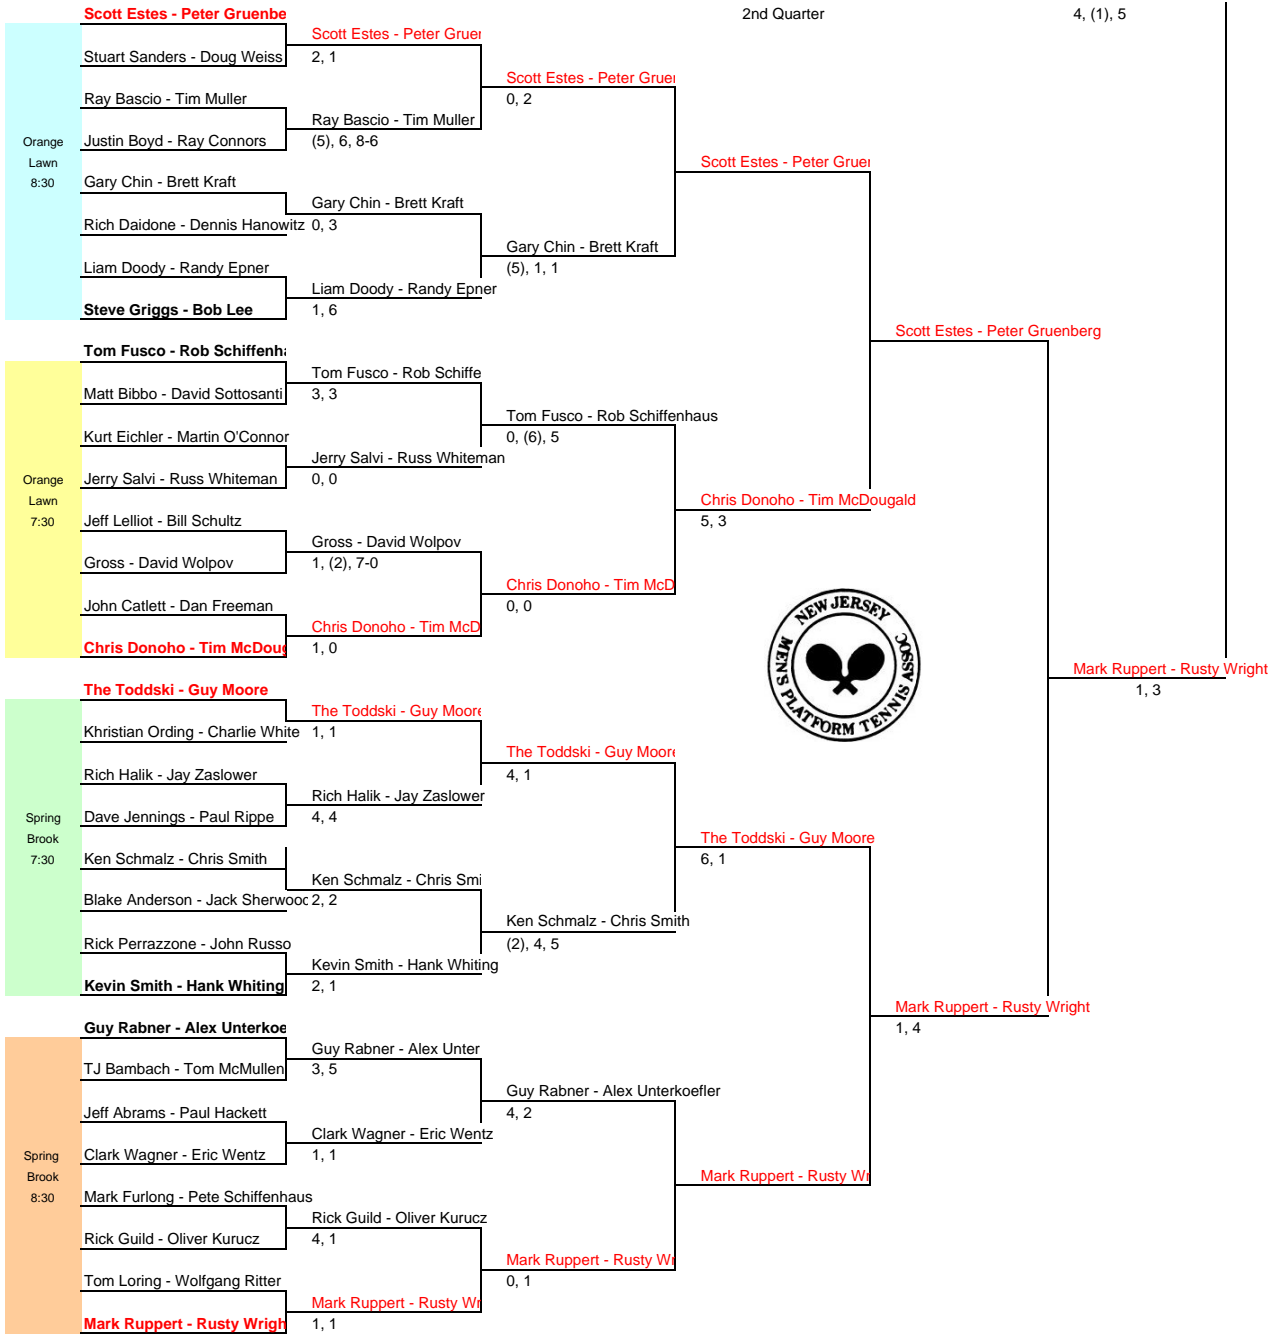 Scott Estes - Peter Gruenbe
2nd Quarter
4, (1), 5
Scott Estes - Peter Gruen
Stuart Sanders - Doug Weiss
2, 1
Scott Estes - Peter Gruen
Ray Bascio - Tim Muller
0, 2
Ray Bascio - Tim Muller
Orange
Lawn
8:30
Justin Boyd - Ray Connors
(5), 6, 8-6
Scott Estes - Peter Gruen
Gary Chin - Brett Kraft
Gary Chin - Brett Kraft
Rich Daidone - Dennis Hanowitz
0, 3
Gary Chin - Brett Kraft
Liam Doody - Randy Epner
(5), 1, 1
Liam Doody - Randy Epner
Steve Griggs - Bob Lee
1, 6
Scott Estes - Peter Gruenberg
Tom Fusco - Rob Schiffenha
Tom Fusco - Rob Schiffe
Matt Bibbo - David Sottosanti
3, 3
Tom Fusco - Rob Schiffenhaus
Kurt Eichler - Martin O'Connor
0, (6), 5
Jerry Salvi - Russ Whiteman
Orange
Lawn
7:30
Jerry Salvi - Russ Whiteman
0, 0
Chris Donoho - Tim McDougald
Jeff Lelliot - Bill Schultz
5, 3
Gross - David Wolpov
Gross - David Wolpov
1, (2), 7-0
Chris Donoho - Tim McD
John Catlett - Dan Freeman
0, 0
Chris Donoho - Tim McD
Chris Donoho - Tim McDoug
1, 0
NEW JERSEY
MENS PLATFORM TENNIS ASSOC
Mark Ruppert - Rusty Wright
1, 3
The Toddski - Guy Moore
The Toddski - Guy Moore
Khristian Ording - Charlie White
1, 1
The Toddski - Guy Moore
Rich Halik - Jay Zaslower
4, 1
Rich Halik - Jay Zaslower
Spring
Brook
7:30
Dave Jennings - Paul Rippe
4, 4
The Toddski - Guy Moore
Ken Schmalz - Chris Smith
6, 1
Ken Schmalz - Chris Smi
Blake Anderson - Jack Sherwood
2, 2
Ken Schmalz - Chris Smith
Rick Perrazzone - John Russo
(2), 4, 5
Kevin Smith - Hank Whiting
Kevin Smith - Hank Whiting
2, 1
Mark Ruppert - Rusty Wright
1, 4
Guy Rabner - Alex Unterkoe
Guy Rabner - Alex Unter
TJ Bambach - Tom McMullen
3, 5
Guy Rabner - Alex Unterkoefler
Jeff Abrams - Paul Hackett
4, 2
Clark Wagner - Eric Wentz
Spring
Brook
8:30
Clark Wagner - Eric Wentz
1, 1
Mark Ruppert - Rusty Wr
Mark Furlong - Pete Schiffenhaus
Rick Guild - Oliver Kurucz
Rick Guild - Oliver Kurucz
4, 1
Mark Ruppert - Rusty Wr
Tom Loring - Wolfgang Ritter
0, 1
Mark Ruppert - Rusty Wr
Mark Ruppert - Rusty Wrigh
1, 1